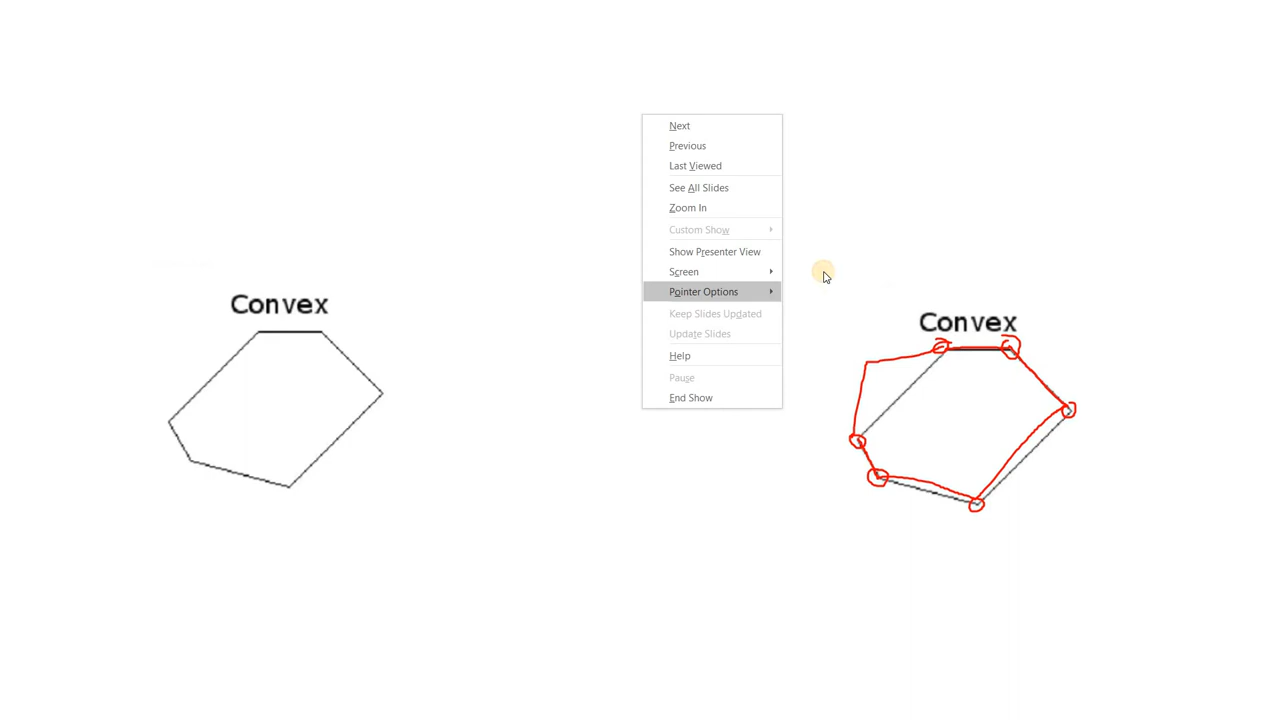 Next
Previous
Last Viewed
See All Slides
Zoom In
Custom Show
Show Presenter View
Screen
Pointer Options
Keep Slides Updated
Update Slides
Help
Pause
End Show
Convex
Convex